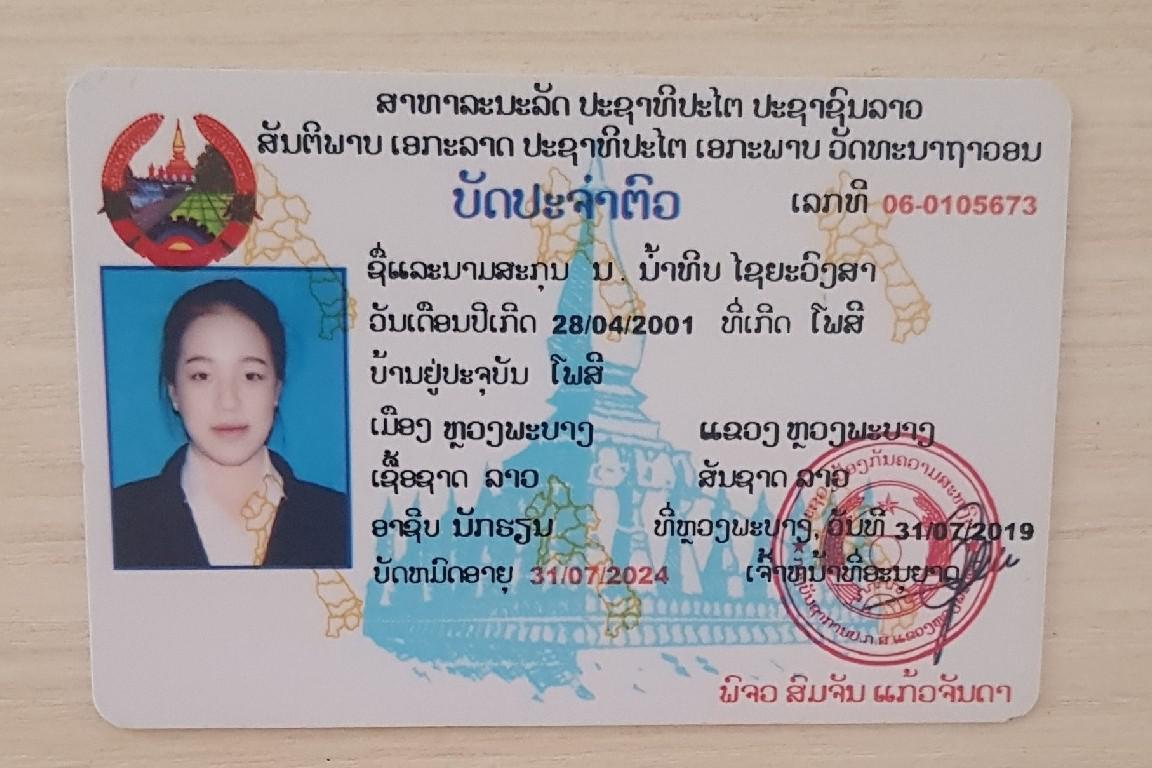 ສາທາລະນະລັດ ປະຊາທິປະໄຕ ປະຊາຊົນລາວ
ສັນຕິພາບ ເອກະລາດ ປະຊາທິປະໄຕ ເອກະພາບ ວັດທະນາຖາວອນ
ບັດປະຈຳຕົວ ເລກທີ 06-0105673
ຊື່ແລະນາມສະກຸນ ນ. ນ້ຳທິບ ໄຊຍະວົງສາ
ວັນເດືອນປີເກີດ 28/04/2001 ທີ່ເກີດ ໂພສີ
ບ້ານຢູ່ປະຈຸບັນ ໂພສີ
ເມືອງ ຫຼວງພະບາງ ແຂວງ ຫຼວງພະບາງ
ເຊື້ອຊາດ ລາວ ສັນຊາດ ລາວ
ອາຊີບ ນັກຮຽນ ທີ່ຫຼວງພະບາງ, ວັນທີ 31/07/2019
ບັດຫມົດອາຍຸ 31/07/2024 ເຈົ້າຫນ້າທີ່ອະນຸຍາດ
ພົຈວ ສົມຈັນ ແກ້ວຈັນດາ